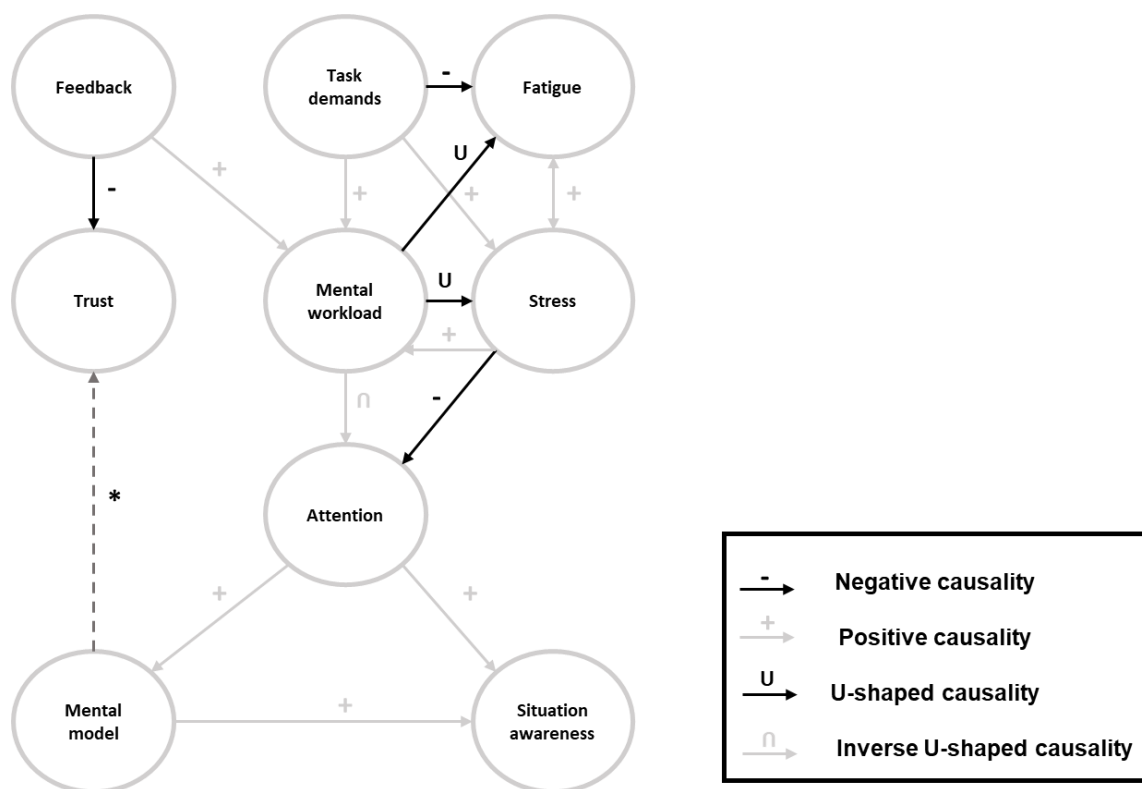 Feedback
Task
demands
-
Fatigue
-
+
U
+
+
+
Trust
Mental
workload
U
Stress
+
∩
-
*
Attention
+
+
Mental
model
+
Situation
awareness
- Negative causality
+ Positive causality
U U-shaped causality
∩ Inverse U-shaped causality